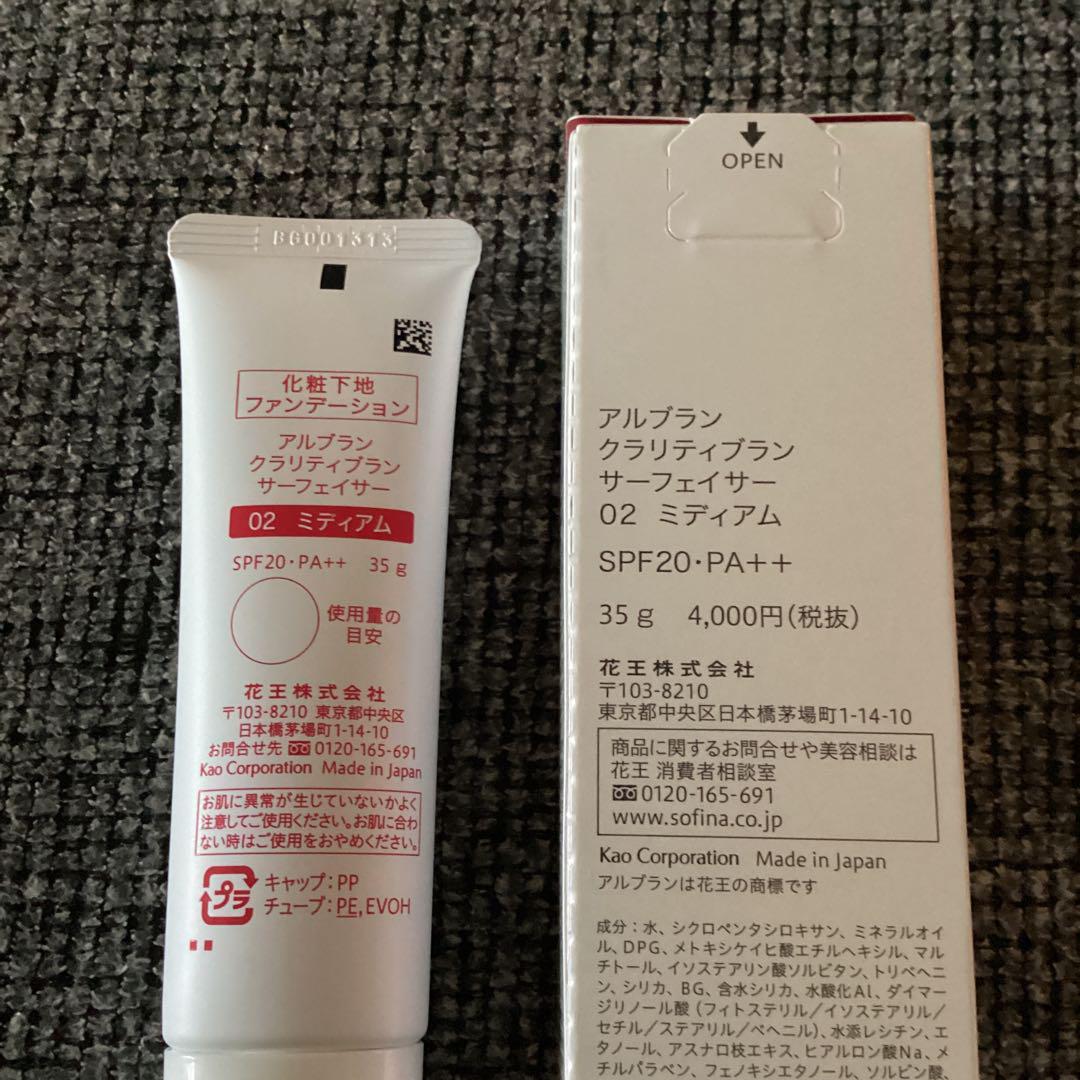 BG001313
化粧下地
ファンデーション
アルブラン
クラリティブラン
サーフェイサー
02 ミディアム
SPF20・PA++ 35g
使用量の
目安
花王株式会社
〒103-8210 東京都中央区
日本橋茅場町1-14-10
お問合せ先 0120-165-691
Kao Corporation Made in Japan
お肌に異常が生じていないかよく
注意してご使用ください。お肌に合わ
ない時はご使用をおやめください。
プラ
キャップ:PP
チューブ:PE,EVOH
OPEN
アルブラン
クラリティブラン
サーフェイサー
02 ミディアム
SPF20・PA++
35g 4,000円(税抜)
花王株式会社
〒103-8210
東京都中央区日本橋茅場町1-14-10
商品に関するお問合せや美容相談は
花王 消費者相談室
0120-165-691
www.sofina.co.jp
Kao Corporation Made in Japan
アルブランは花王の商標です
成分:水、シクロペンタシロキサン、ミネラルオイ
ル、DPG、メトキシケイヒ酸エチルヘキシル、マル
チトール、イソステアリン酸ソルビタン、トリベヘニ
ン、シリカ、BG、含水シリカ、水酸化Al、ダイマー
ジリノール酸(フィトステリル/イソステアリル/
セチル/ステアリル/ベヘニル)、水添レシチン、エ
タノール、アスナロ枝エキス、ヒアルロン酸Na、メ
チルパラベン、フェノキシエタノール、ソルビン酸、